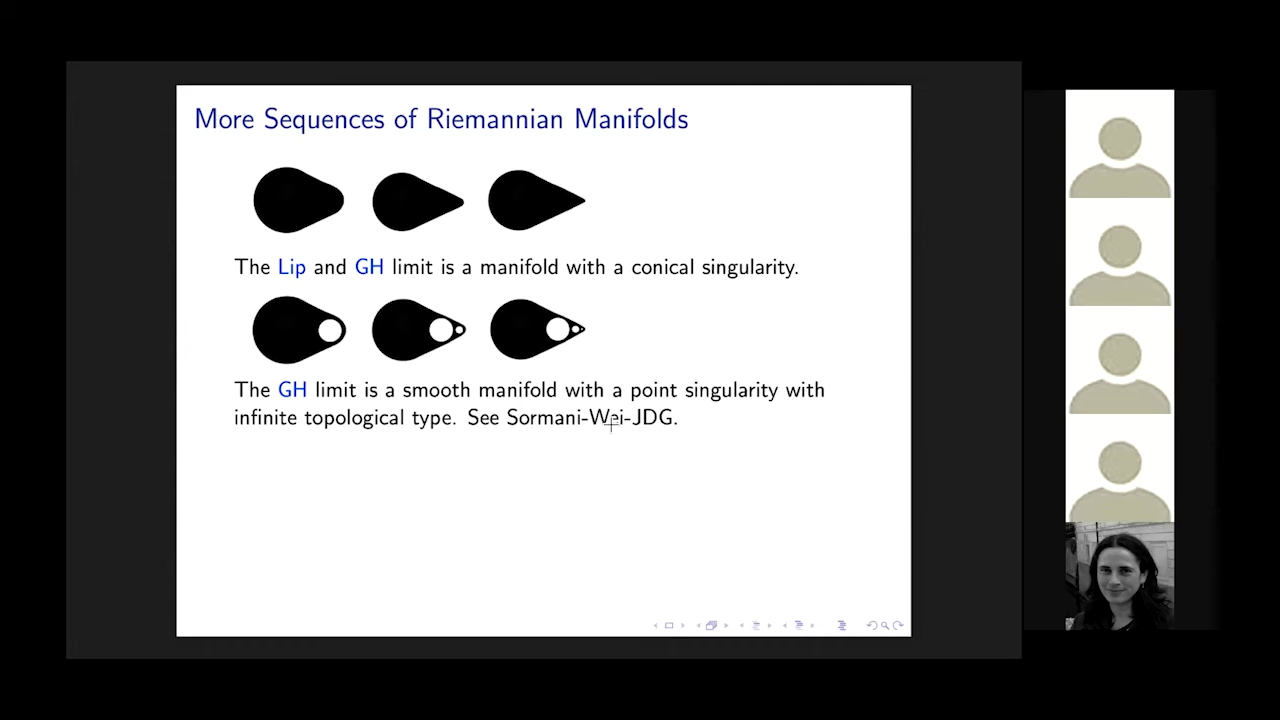 More Sequences of Riemannian Manifolds
The Lip and GH limit is a manifold with a conical singularity.
The GH limit is a smooth manifold with a point singularity with
infinite topological type. See Sormani-Wei-JDG.